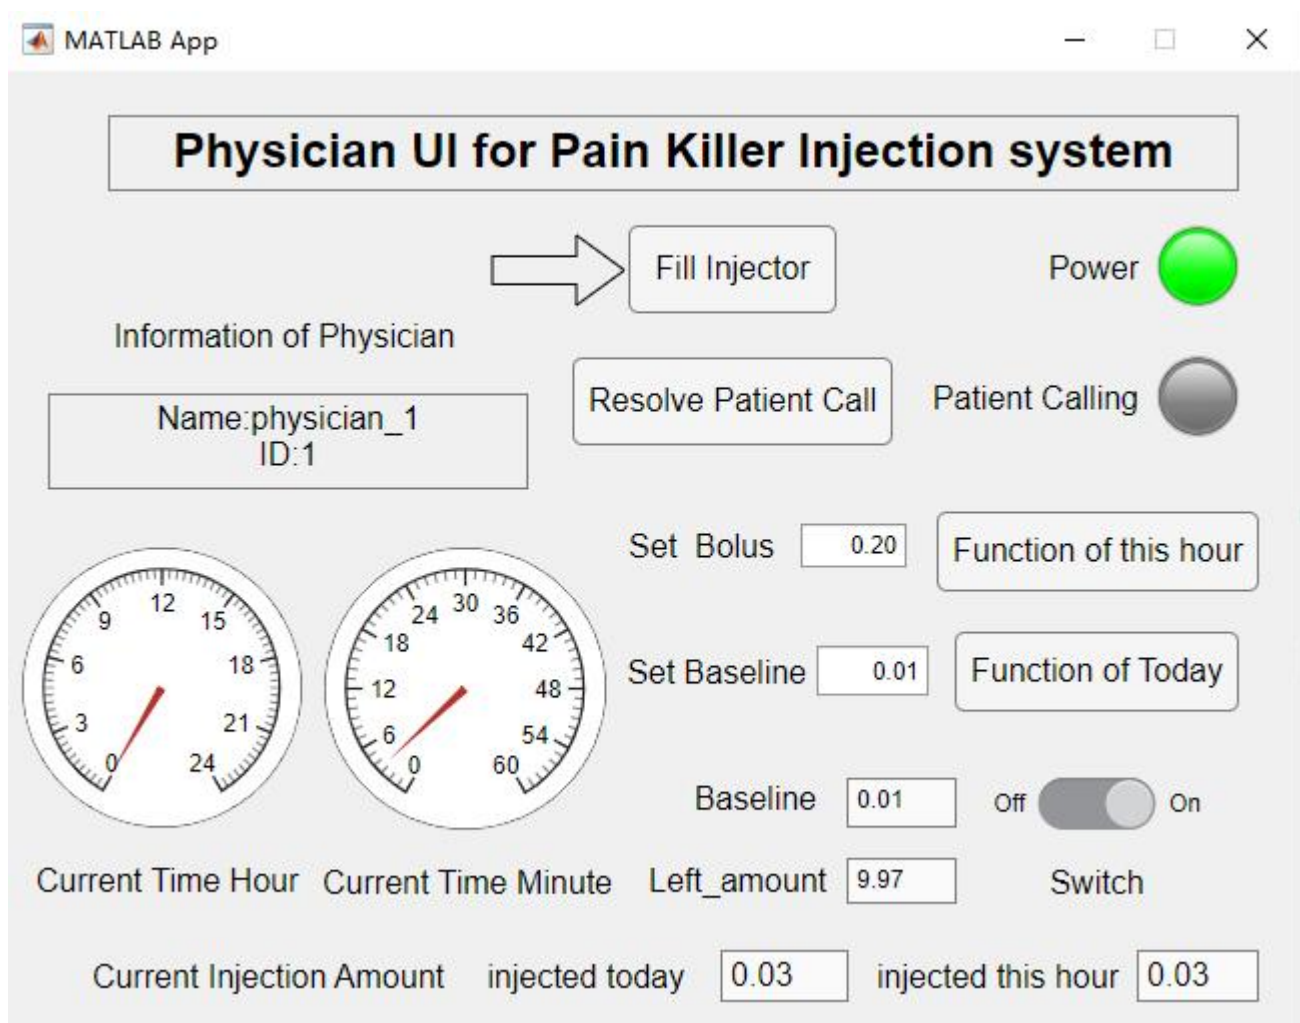 MATLAB App
Physician UI for Pain Killer Injection system
Fill Injector
Power
Information of Physician
Resolve Patient Call
Patient Calling
Name:physician_1
ID:1
Set Bolus
0.20
Function of this hour
0 3 6 9 12 15 18 21 24
0 6 12 18 24 30 36 42 48 54 60
Set Baseline
0.01
Function of Today
Baseline
0.01
Off
On
Current Time Hour
Current Time Minute
Left_amount
9.97
Switch
Current Injection Amount
injected today
0.03
injected this hour
0.03